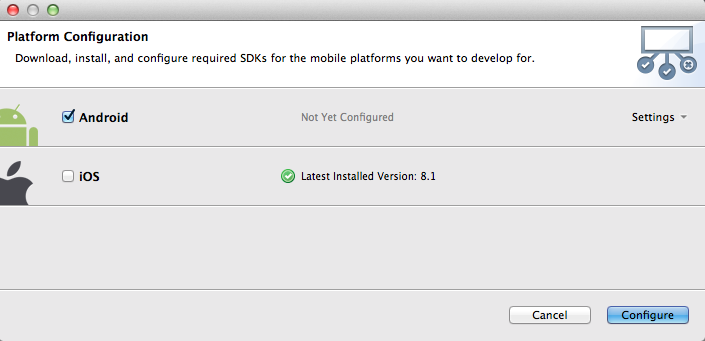 Platform Configuration
Download, install, and configure required SDKs for the mobile platforms you want to develop for.
Android Not Yet Configured Settings
iOS Latest Installed Version: 8.1
Cancel Configure